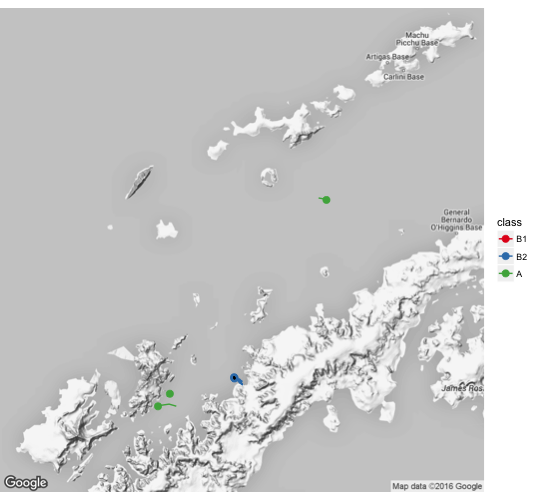 Machu
Picchu Base
Artigas Base
Carlini Base
General
Bernardo
O'Higgins Base
class
B1
B2
A
James Ros
Google
Map data ©2016 Google